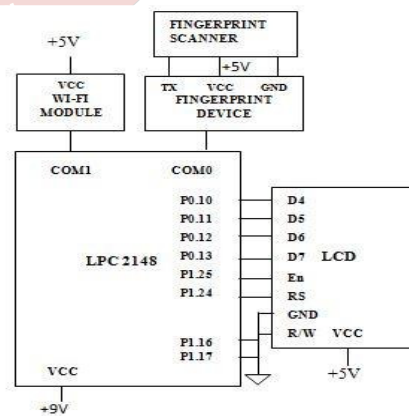 FINGERPRINT
SCANNER
+5V
+5V
TX VCC GND
FINGERPRINT
DEVICE
VCC
WI-FI
MODULE
COM1 COM0
P0.10 D4
P0.11 D5
P0.12 D6
P0.13 D7 LCD
LPC 2148
P1.25 En
P1.24 RS
GND
P1.16 R/W VCC
P1.17
VCC
+5V
+9V